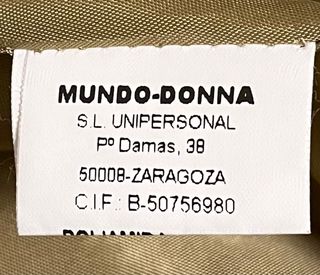 MUNDO-DONNA
S.L. UNIPERSONAL
Pº Damas, 38
50008-ZARAGOZA
C.I.F.: B-50756980